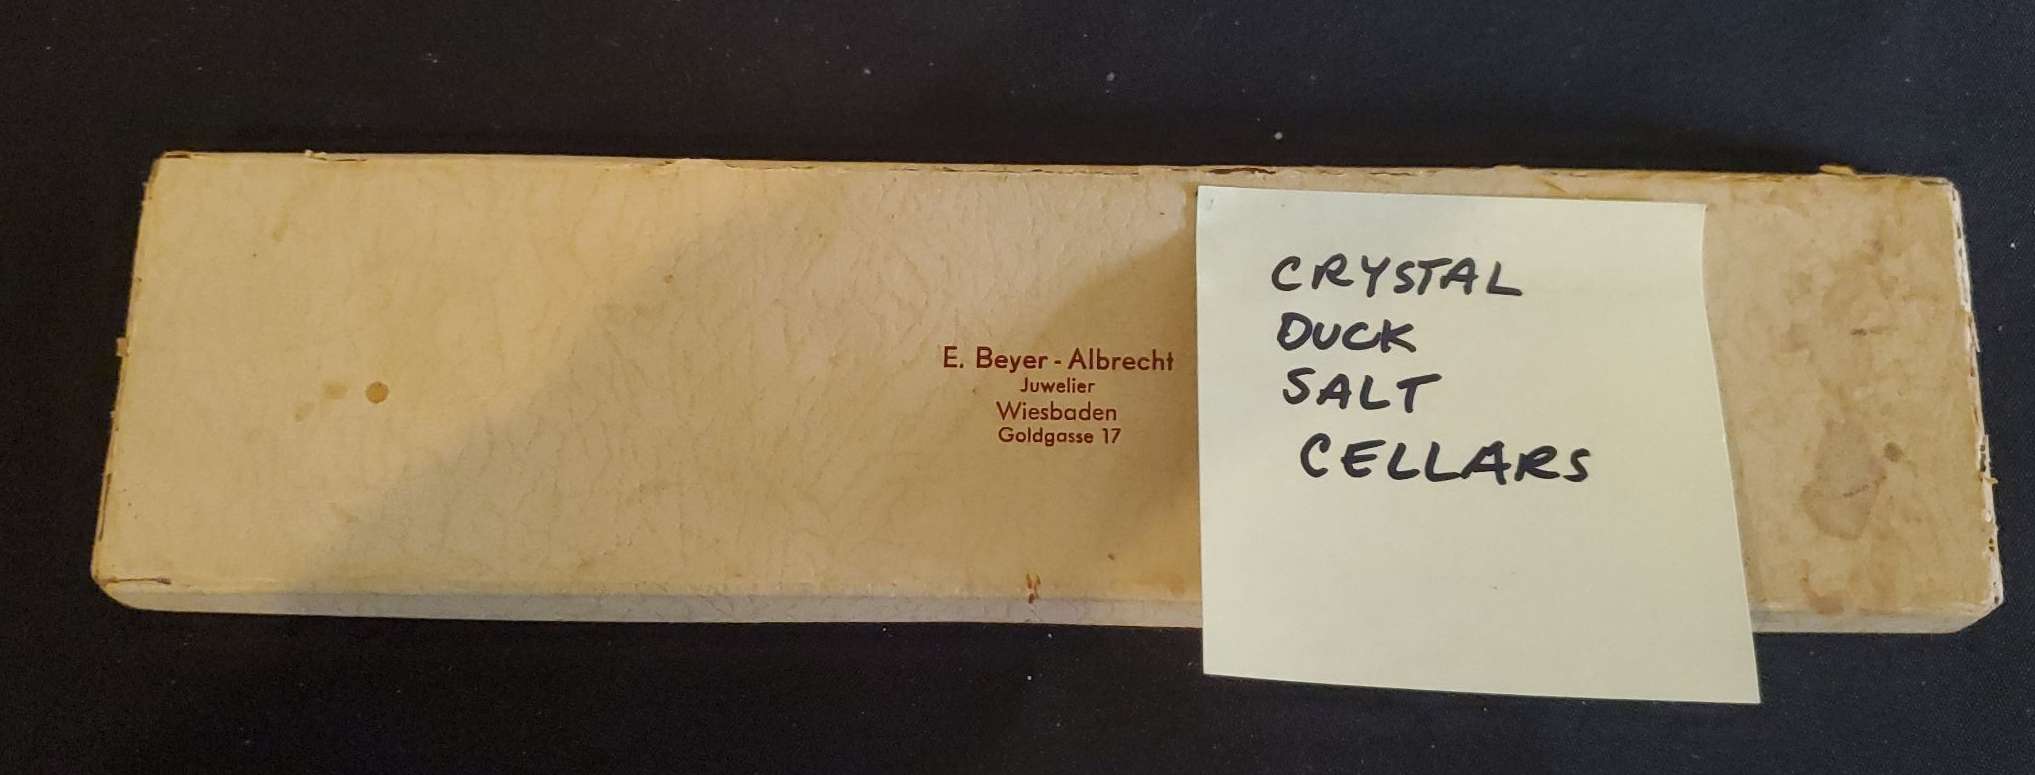 E. Beyer - Albrecht
Juwelier
Wiesbaden
Goldgasse 17
CRYSTAL
DUCK
SALT
CELLARS